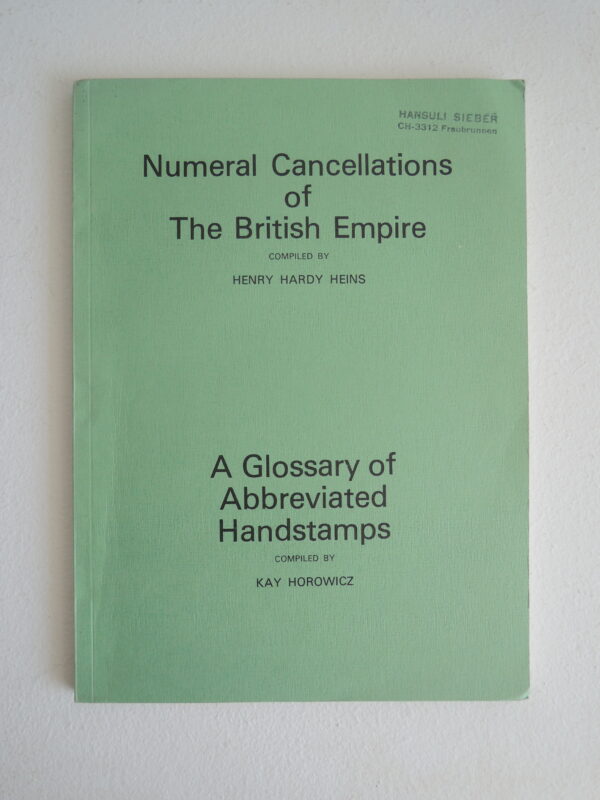 HANSULI SIEBER
CH-3312 Fraubrunnen
Numeral Cancellations
of
The British Empire
COMPILED BY
HENRY HARDY HEINS
A Glossary of
Abbreviated
Handstamps
COMPILED BY
KAY HOROWICZ